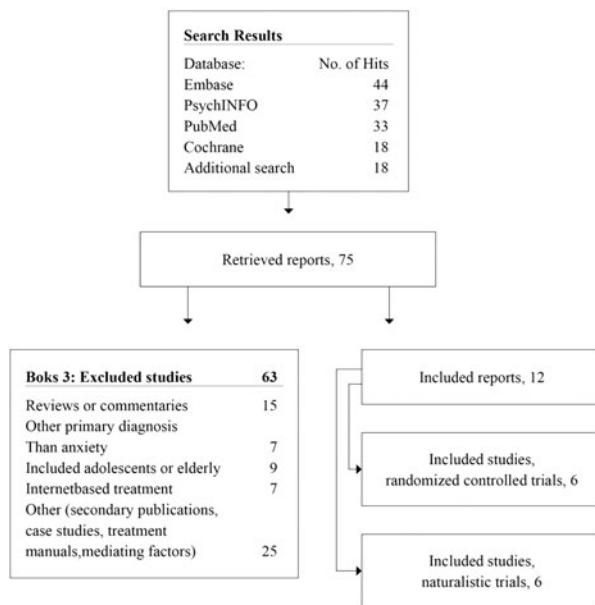 Search Results
Database: No. of Hits
Embase 44
PsychINFO 37
PubMed 33
Cochrane 18
Additional search 18
Retrieved reports, 75
Boks 3: Excluded studies 63
Reviews or commentaries 15
Other primary diagnosis
Than anxiety 7
Included adolescents or elderly 9
Internetbased treatment 7
Other (secondary publications,
case studies, treatment
manuals,mediating factors) 25
Included reports, 12
Included studies,
randomized controlled trials, 6
Included studies,
naturalistic trials, 6